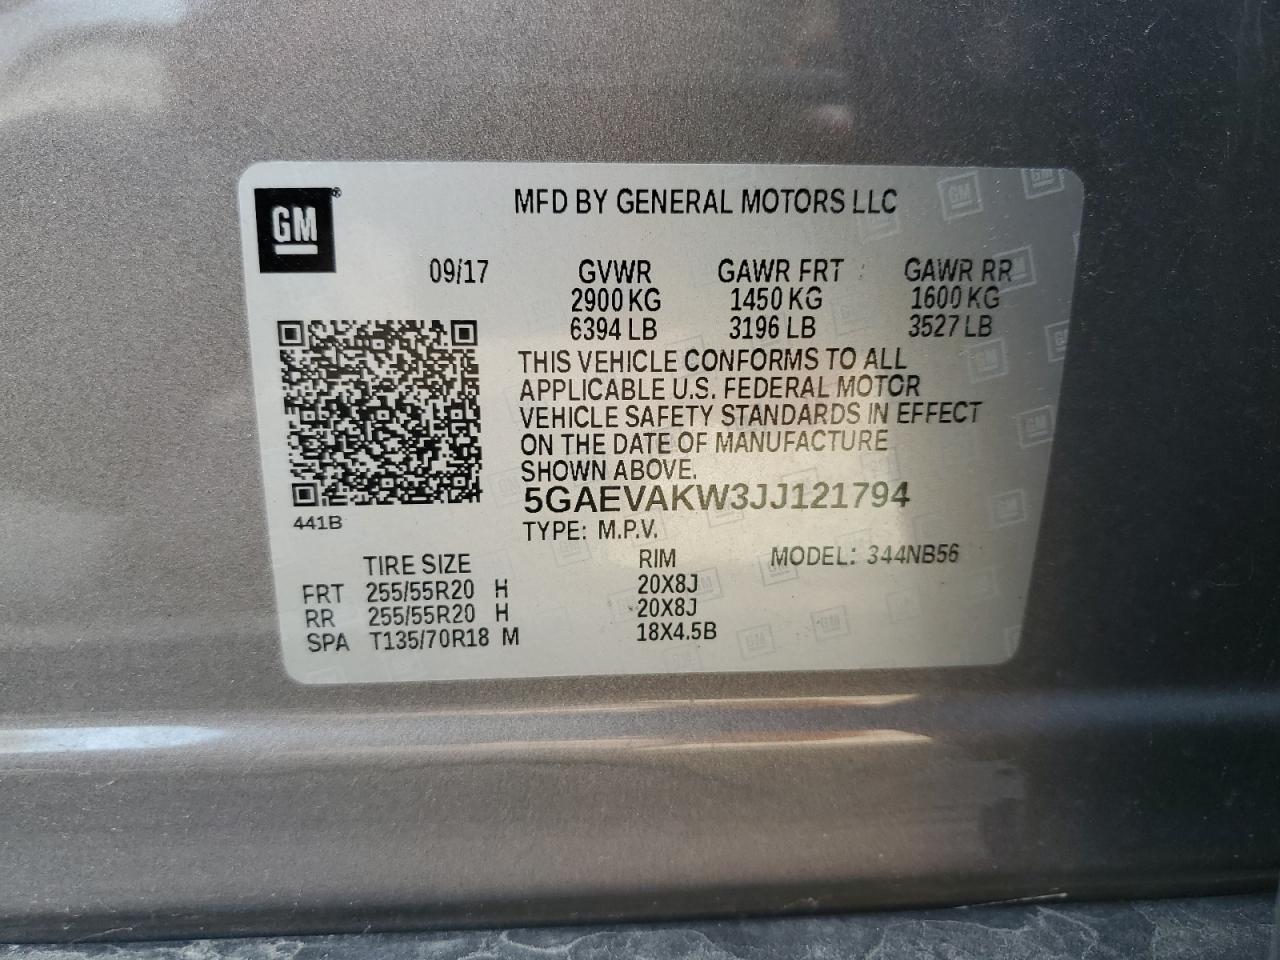 GM®
MFD BY GENERAL MOTORS LLC
09/17 GVWR GAWR FRT GAWR RR
2900 KG 1450 KG 1600 KG
6394 LB 3196 LB 3527 LB
THIS VEHICLE CONFORMS TO ALL
APPLICABLE U.S. FEDERAL MOTOR
VEHICLE SAFETY STANDARDS IN EFFECT
ON THE DATE OF MANUFACTURE
SHOWN ABOVE.
5GAEVAKW3JJ121794
441B
TYPE: M.P.V.
TIRE SIZE RIM MODEL: 344NB56
FRT 255/55R20 H 20X8J
RR 255/55R20 H 20X8J
SPA T135/70R18 M 18X4.5B